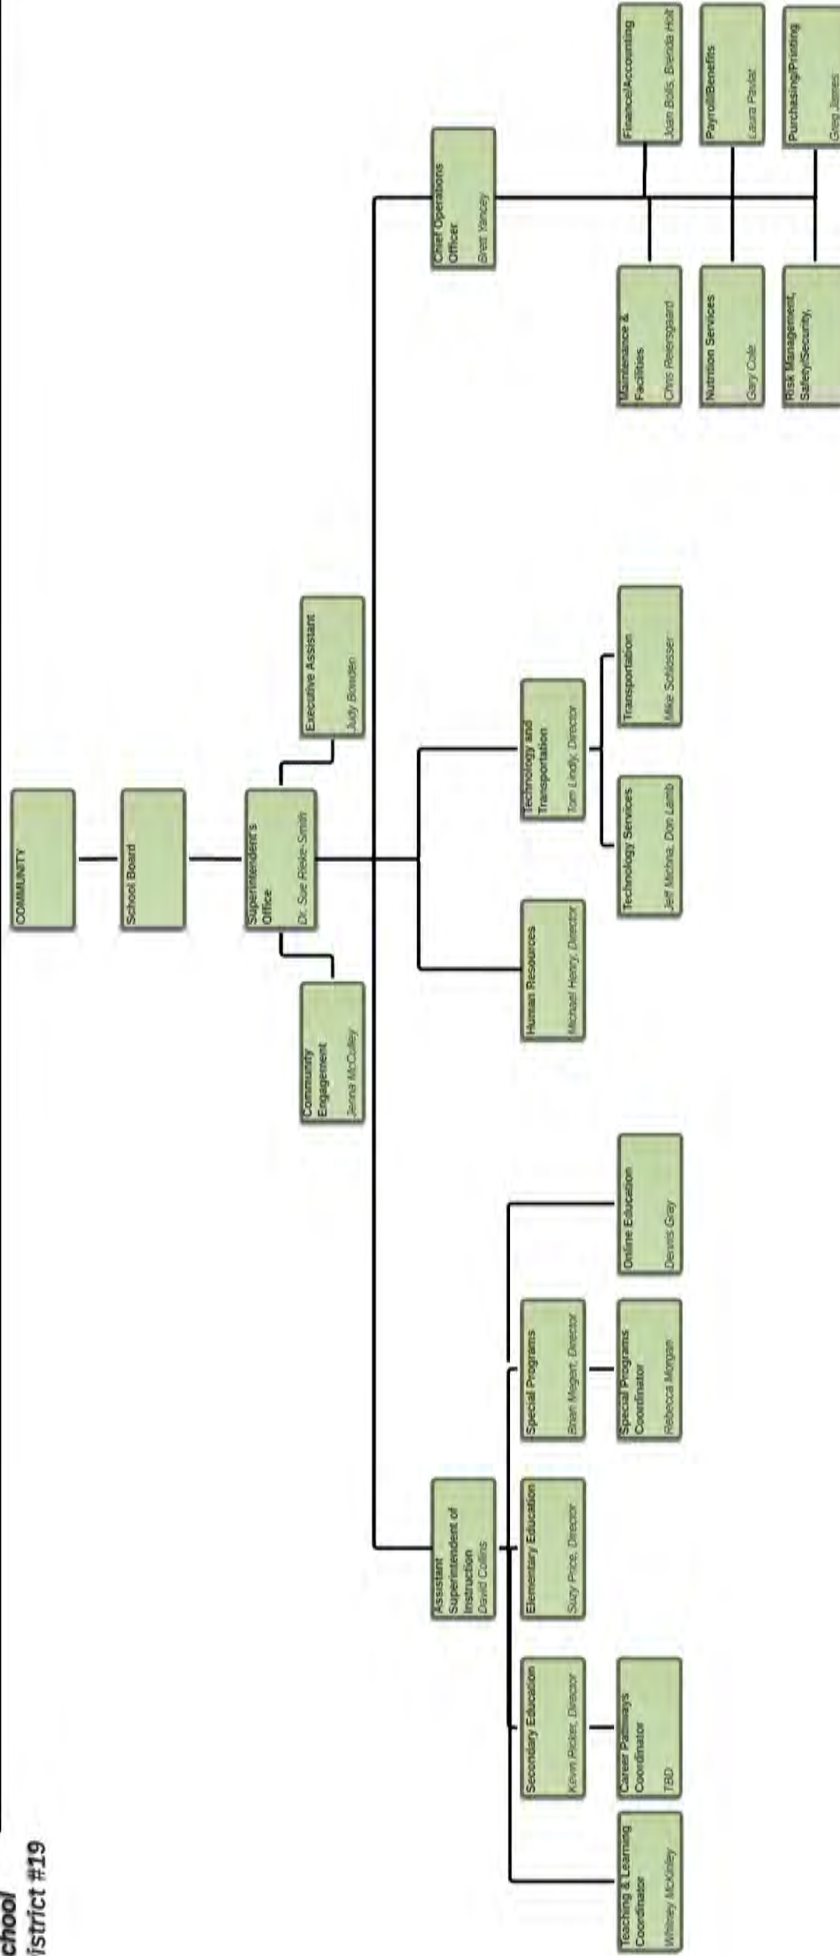 chool
istrict #19
COMMUNITY
School Board
Superintendent's
Office
Dr. Sue Rieke-Smith
Community
Engagement
Jenna McCulley
Executive Assistant
Judy Bowden
Assistant
Superintendent of
Instruction
David Collins
Chief Operations
Officer
Brett Yancey
Secondary Education
Kevin Ricker, Director
Elementary Education
Suzy Price, Director
Special Programs
Brian Megert, Director
Human Resources
Michael Henry, Director
Technology and
Transportation
Tom Lindly, Director
Teaching & Learning
Coordinator
Whitney McKinley
Career Pathways
Coordinator
TBD
Special Programs
Coordinator
Rebecca Morgan
Online Education
Dennis Gray
Technology Services
Jeff Michna, Don Lamb
Transportation
Mike Schlosser
Maintenance &
Facilities
Chris Reiersgaard
Finance/Accounting
Joan Bolls, Brenda Holt
Nutrition Services
Gary Cole
Payroll/Benefits
Laura Pavlat
Risk Management,
Safety/Security,
Purchasing/Printing
Greg James